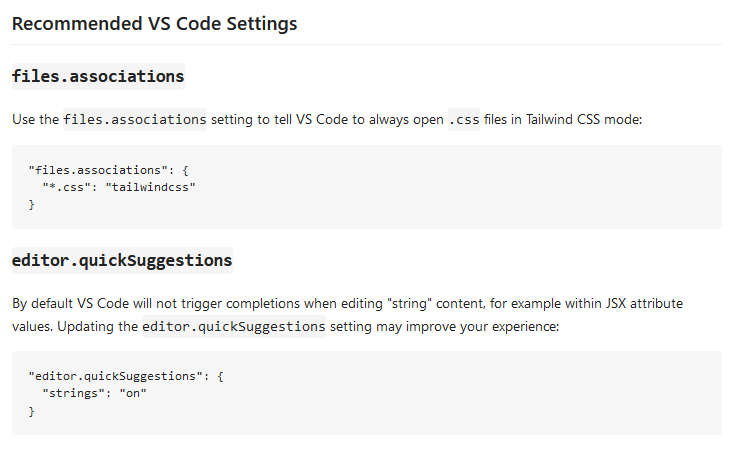 Recommended VS Code Settings
files.associations
Use the files.associations setting to tell VS Code to always open .css files in Tailwind CSS mode:
"files.associations": {
  "*.css": "tailwindcss"
}
editor.quickSuggestions
By default VS Code will not trigger completions when editing "string" content, for example within JSX attribute
values. Updating the editor.quickSuggestions setting may improve your experience:
"editor.quickSuggestions": {
  "strings": "on"
}